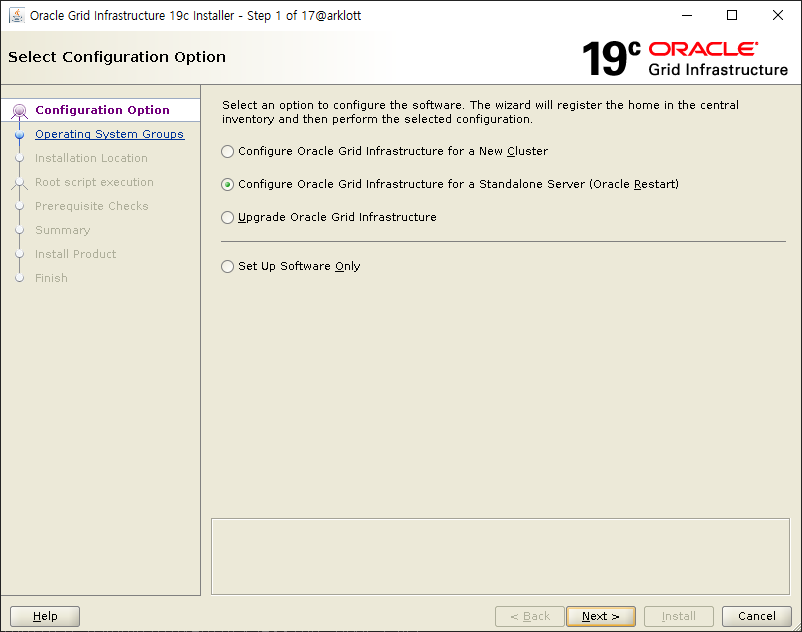 Oracle Grid Infrastructure 19c Installer - Step 1 of 17@arklott
Select Configuration Option
19c ORACLE
Grid Infrastructure
Configuration Option
Operating System Groups
Installation Location
Root script execution
Prerequisite Checks
Summary
Install Product
Finish
Select an option to configure the software. The wizard will register the home in the central
inventory and then perform the selected configuration.
Configure Oracle Grid Infrastructure for a New Cluster
Configure Oracle Grid Infrastructure for a Standalone Server (Oracle Restart)
Upgrade Oracle Grid Infrastructure
Set Up Software Only
Help
< Back
Next >
Install
Cancel